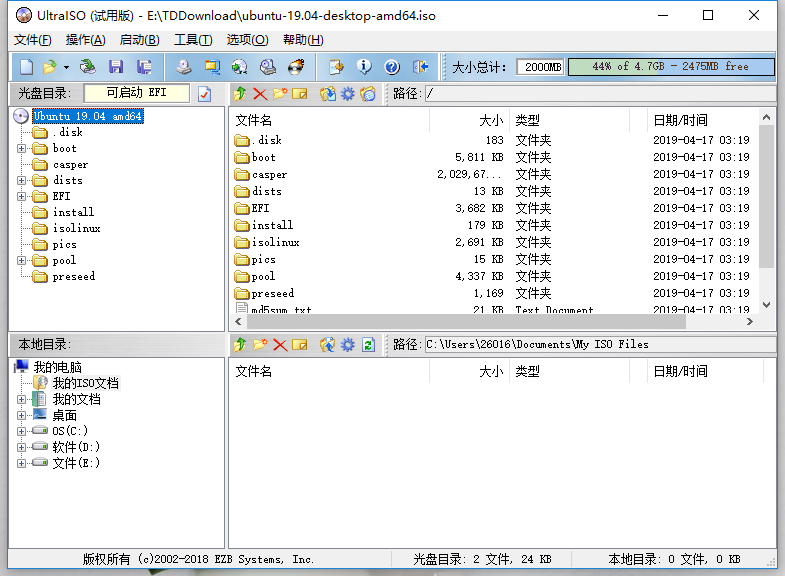 UltraISO (试用版) - E:\TDDownload\ubuntu-19.04-desktop-amd64.iso
文件(F) 操作(A) 启动(B) 工具(T) 选项(O) 帮助(H)
大小总计: 2000MB 44% of 4.7GB - 2475MB free
光盘目录: 可启动 EFI 路径: /
Ubuntu 19.04 amd64
.disk
boot
casper
dists
EFI
install
isolinux
pics
pool
preseed
文件名 大小 类型 日期/时间
.disk 183 文件夹 2019-04-17 03:19
boot 5,811 KB 文件夹 2019-04-17 03:19
casper 2,029,67... 文件夹 2019-04-17 03:19
dists 13 KB 文件夹 2019-04-17 03:19
EFI 3,682 KB 文件夹 2019-04-17 03:19
install 179 KB 文件夹 2019-04-17 03:19
isolinux 2,691 KB 文件夹 2019-04-17 03:19
pics 15 KB 文件夹 2019-04-17 03:19
pool 4,337 KB 文件夹 2019-04-17 03:19
preseed 1,169 文件夹 2019-04-17 03:19
md5sum.txt 21 KB Text Document 2019-04-17 03:19
本地目录: 路径: C:\Users\26016\Documents\My ISO Files
我的电脑
我的ISO文档
我的文档
桌面
OS(C:)
软件(D:)
文件(E:)
文件名 大小 类型 日期/时间
版权所有 (c)2002-2018 EZB Systems, Inc. 光盘目录: 2 文件, 24 KB 本地目录: 0 文件, 0 KB